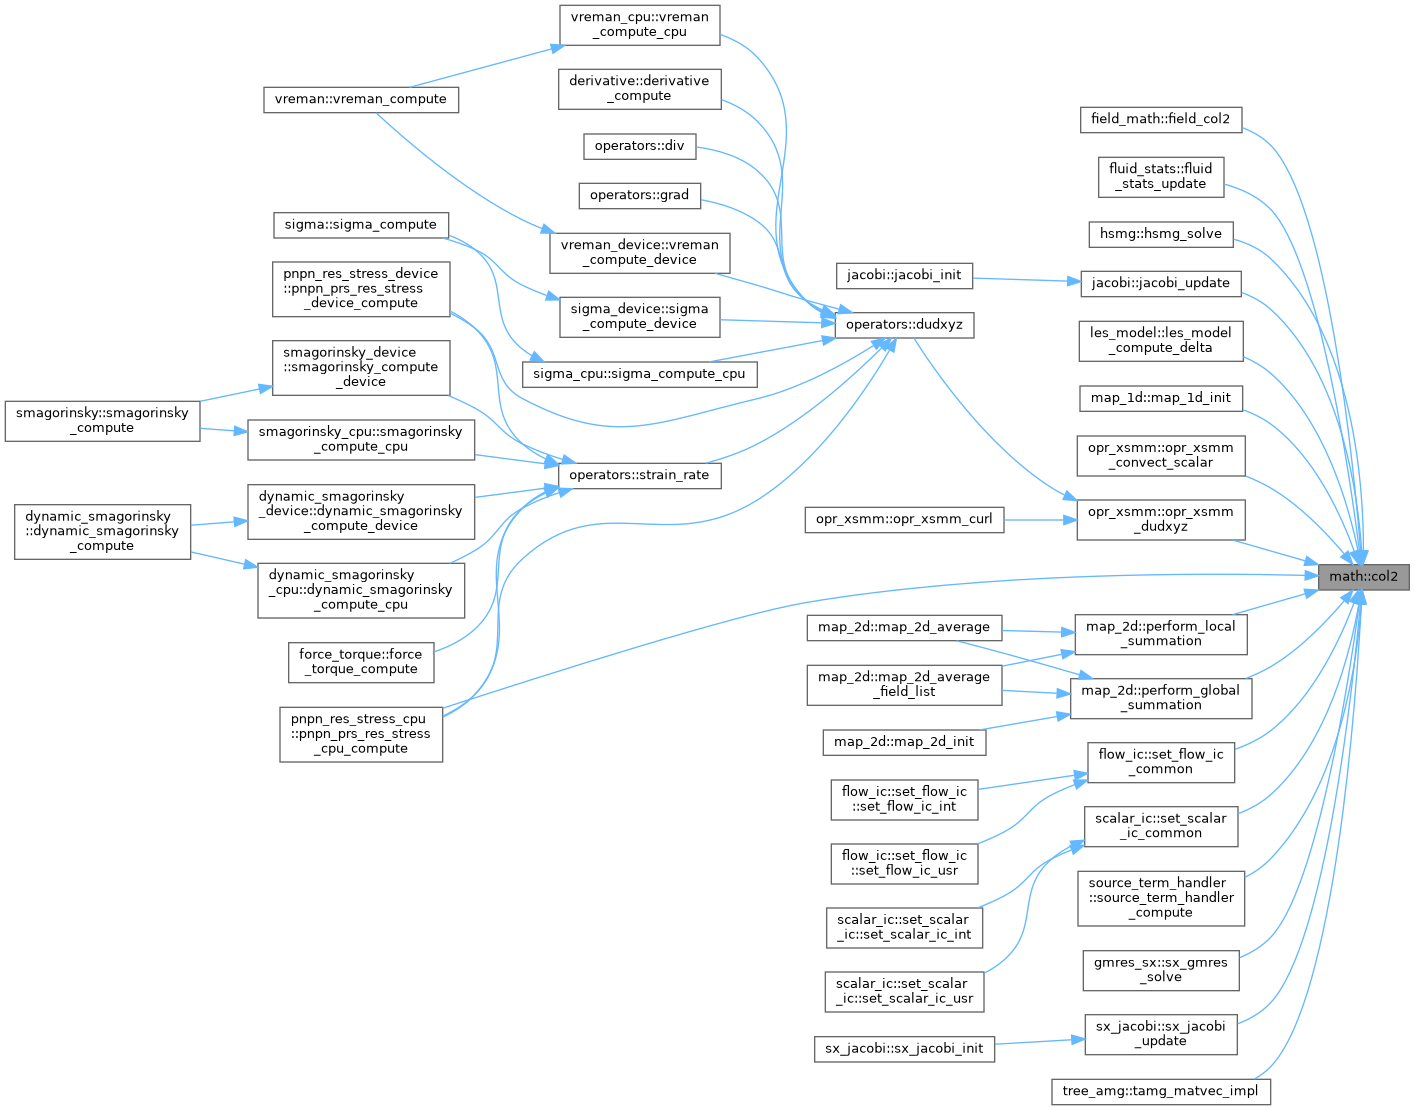 vreman_cpu::vreman
_compute_cpu
derivative::derivative
_compute
vreman::vreman_compute
operators::div
operators::grad
sigma::sigma_compute
vreman_device::vreman
_compute_device
pnpn_res_stress_device
::pnpn_prs_res_stress
_device_compute
sigma_device::sigma
_compute_device
smagorinsky_device
::smagorinsky_compute
_device
sigma_cpu::sigma_compute_cpu
smagorinsky::smagorinsky
_compute
smagorinsky_cpu::smagorinsky
_compute_cpu
operators::strain_rate
dynamic_smagorinsky
_device::dynamic_smagorinsky
_compute_device
dynamic_smagorinsky
::dynamic_smagorinsky
_compute
dynamic_smagorinsky
_cpu::dynamic_smagorinsky
_compute_cpu
force_torque::force
_torque_compute
pnpn_res_stress_cpu
::pnpn_prs_res_stress
_cpu_compute
jacobi::jacobi_init
operators::dudxyz
opr_xsmm::opr_xsmm_curl
map_2d::map_2d_average
map_2d::map_2d_average
_field_list
map_2d::map_2d_init
flow_ic::set_flow_ic
::set_flow_ic_int
flow_ic::set_flow_ic
::set_flow_ic_usr
scalar_ic::set_scalar
_ic::set_scalar_ic_int
scalar_ic::set_scalar
_ic::set_scalar_ic_usr
sx_jacobi::sx_jacobi_init
field_math::field_col2
fluid_stats::fluid
_stats_update
hsmg::hsmg_solve
jacobi::jacobi_update
les_model::les_model
_compute_delta
map_1d::map_1d_init
opr_xsmm::opr_xsmm
_convect_scalar
opr_xsmm::opr_xsmm
_dudxyz
math::col2
map_2d::perform_local
_summation
map_2d::perform_global
_summation
flow_ic::set_flow_ic
_common
scalar_ic::set_scalar
_ic_common
source_term_handler
::source_term_handler
_compute
gmres_sx::sx_gmres
_solve
sx_jacobi::sx_jacobi
_update
tree_amg::tamg_matvec_impl